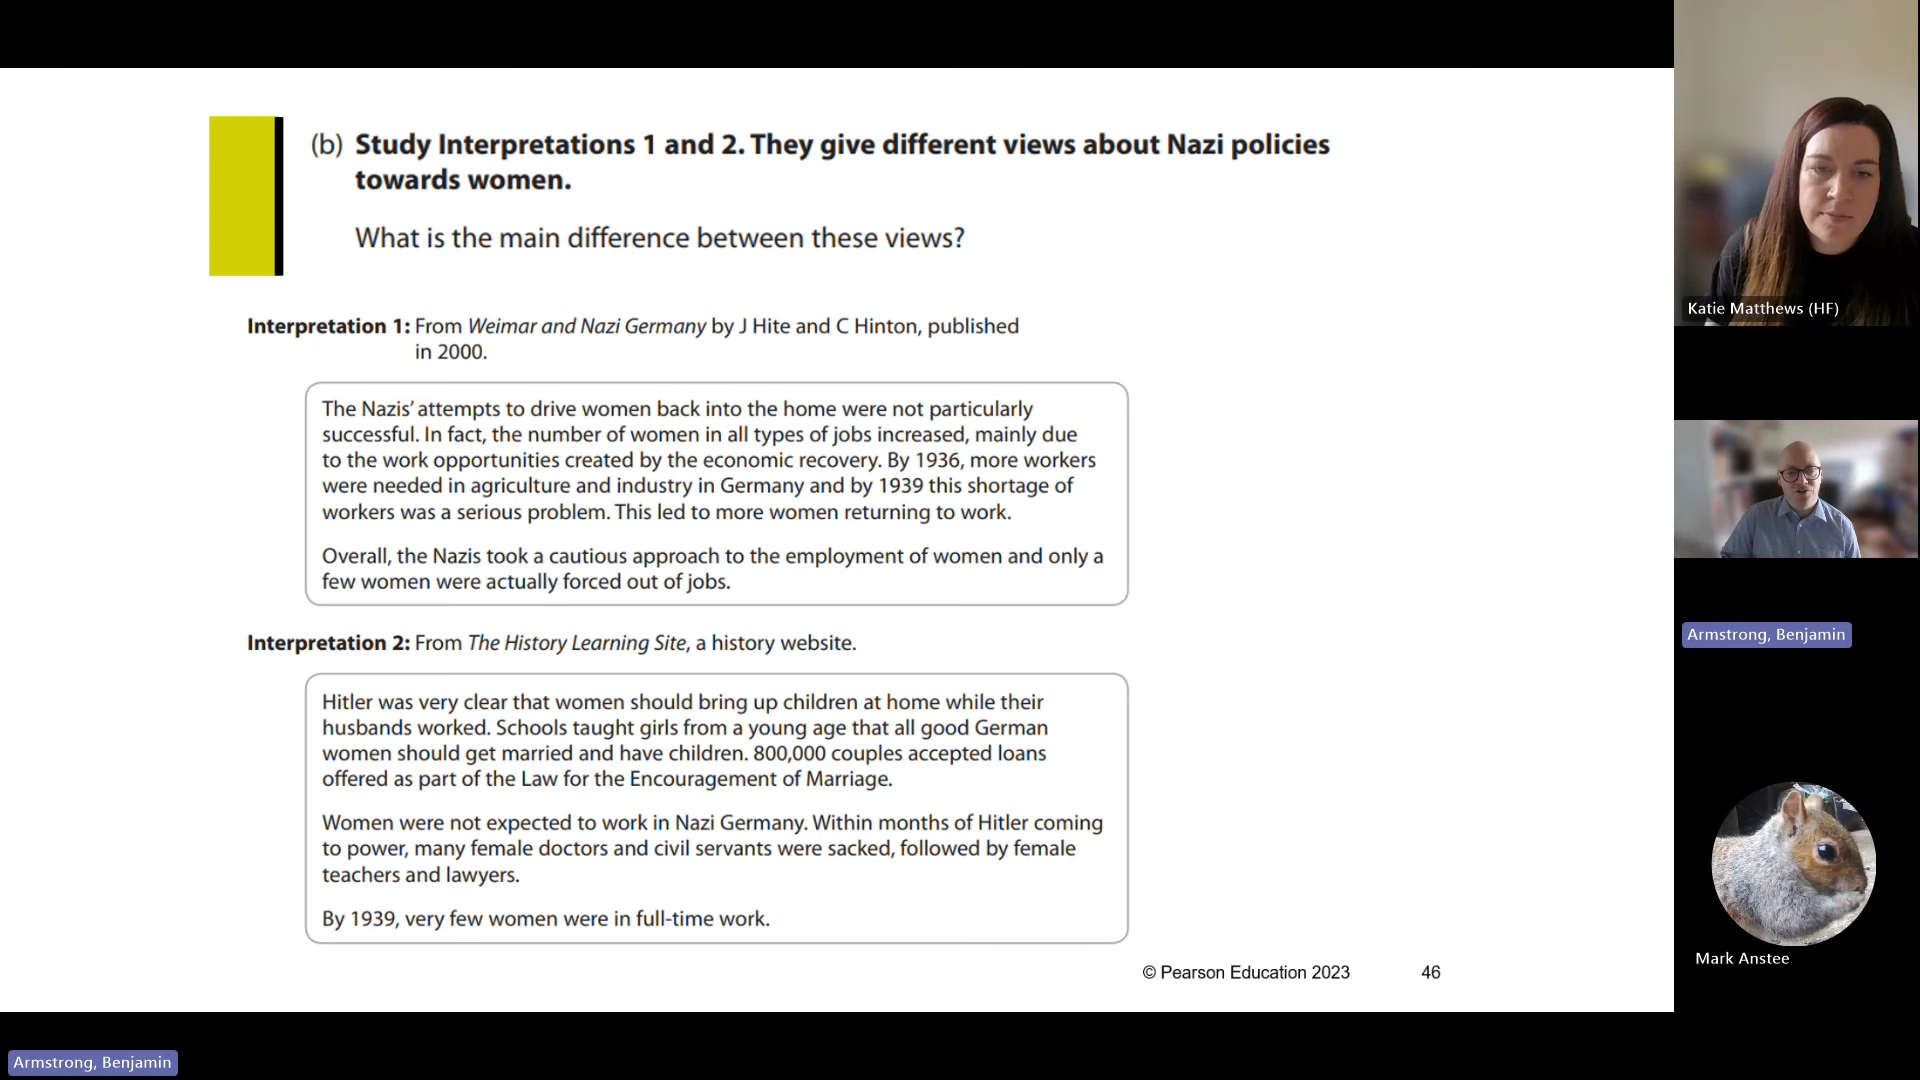 (b) Study Interpretations 1 and 2. They give different views about Nazi policies
towards women.
What is the main difference between these views?
Interpretation 1: From Weimar and Nazi Germany by J Hite and C Hinton, published
in 2000.
The Nazis' attempts to drive women back into the home were not particularly
successful. In fact, the number of women in all types of jobs increased, mainly due
to the work opportunities created by the economic recovery. By 1936, more workers
were needed in agriculture and industry in Germany and by 1939 this shortage of
workers was a serious problem. This led to more women returning to work.
Overall, the Nazis took a cautious approach to the employment of women and only a
few women were actually forced out of jobs.
Interpretation 2: From The History Learning Site, a history website.
Hitler was very clear that women should bring up children at home while their
husbands worked. Schools taught girls from a young age that all good German
women should get married and have children. 800,000 couples accepted loans
offered as part of the Law for the Encouragement of Marriage.
Women were not expected to work in Nazi Germany. Within months of Hitler coming
to power, many female doctors and civil servants were sacked, followed by female
teachers and lawyers.
By 1939, very few women were in full-time work.
© Pearson Education 2023 46
Katie Matthews (HF)
Armstrong, Benjamin
Mark Anstee
Armstrong, Benjamin